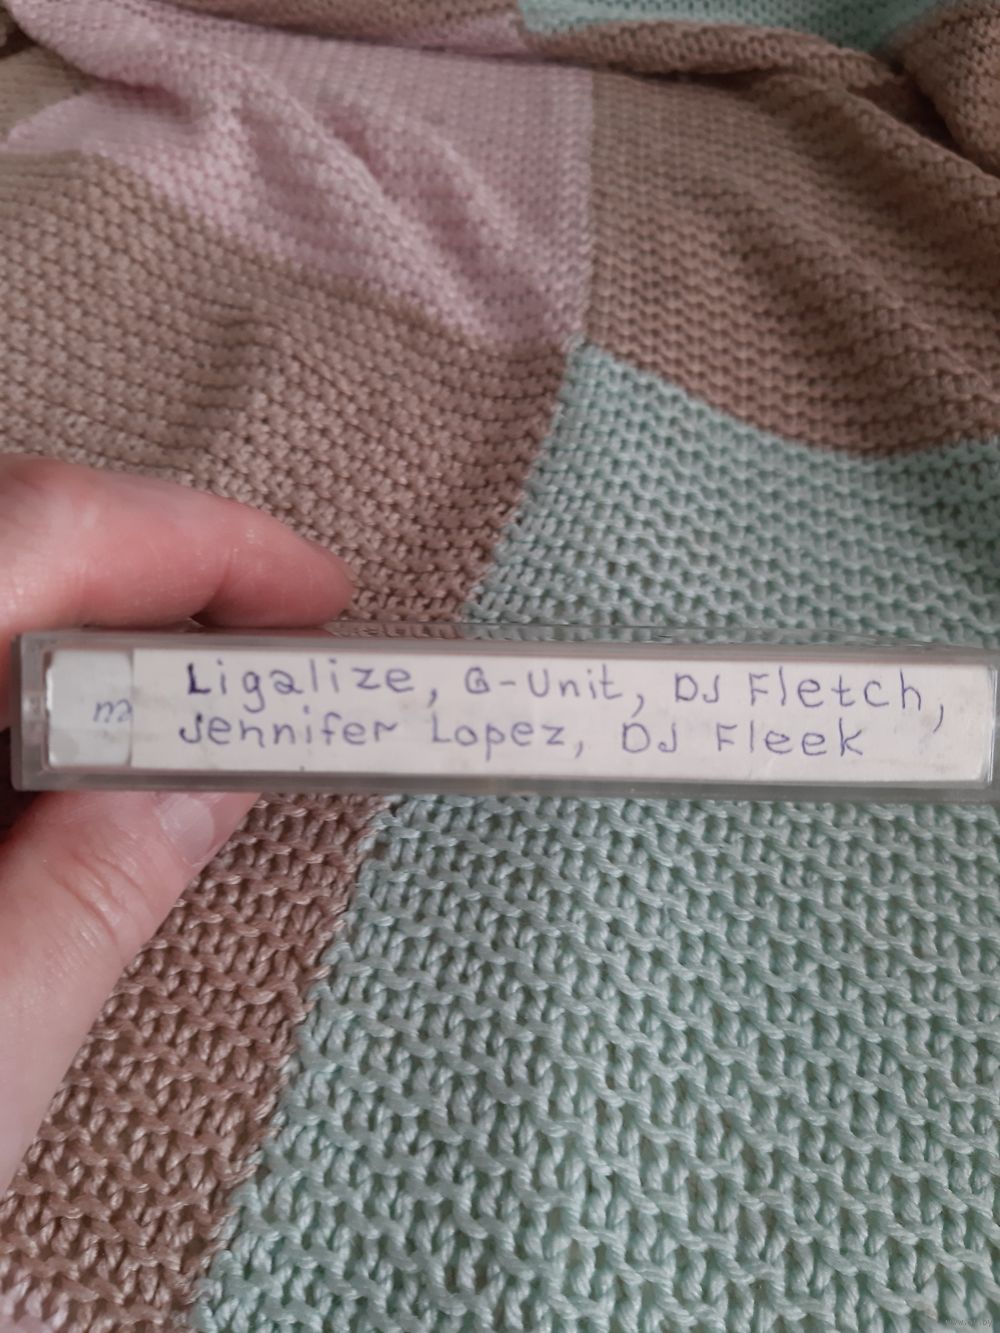 m
Ligalize, G-Unit, DJ Fletch,
Jennifer Lopez, DJ Fleek